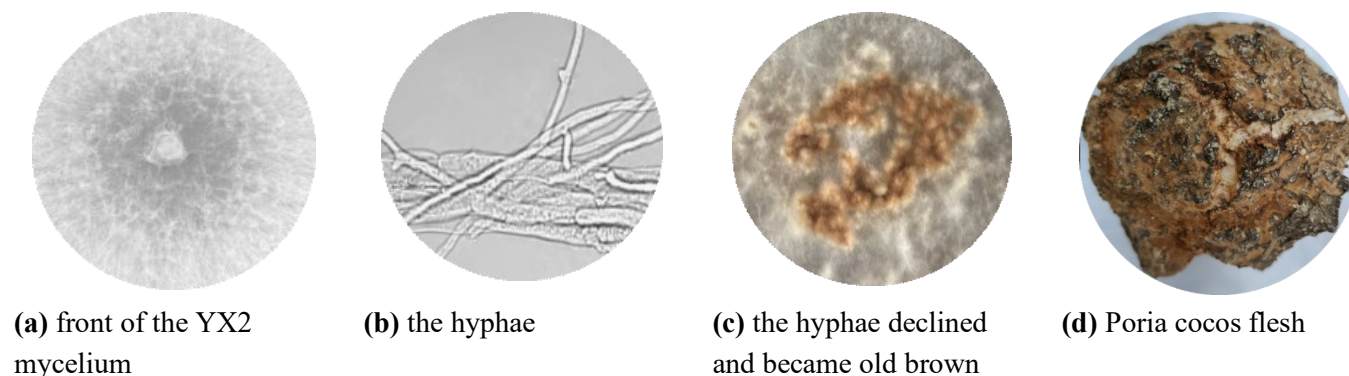 (a) front of the YX2
mycelium
(b) the hyphae
(c) the hyphae declined
and became old brown
(d) Poria cocos flesh